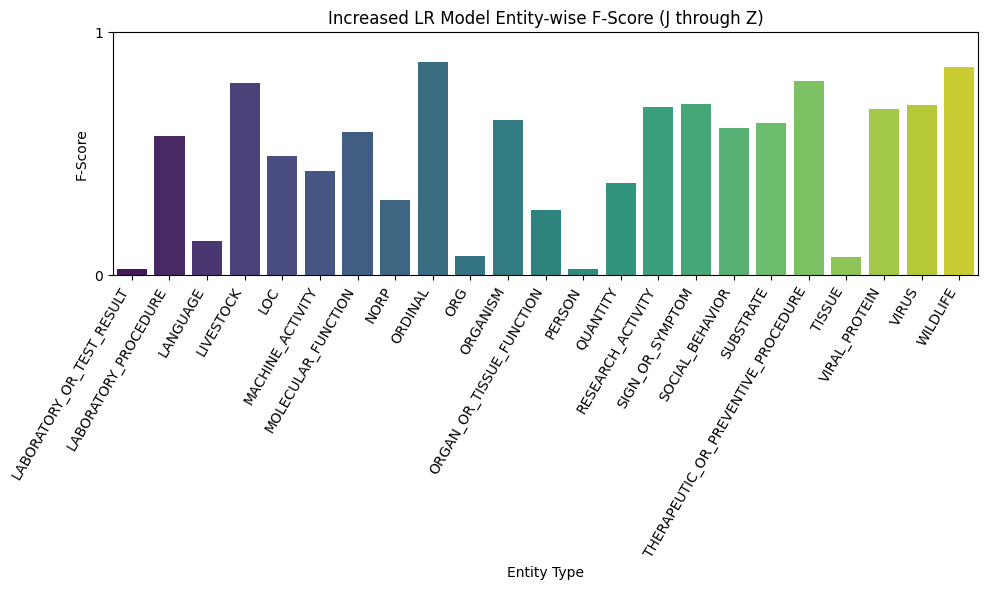 Increased LR Model Entity-wise F-Score (J through Z)
1
F-Score
0
LABORATORY_OR_TEST_RESULT
LABORATORY_PROCEDURE
LANGUAGE
LIVESTOCK
LOC
MACHINE_ACTIVITY
MOLECULAR_FUNCTION
NORP
ORDINAL
ORG
ORGANISM
ORGAN_OR_TISSUE_FUNCTION
PERSON
QUANTITY
RESEARCH_ACTIVITY
SIGN_OR_SYMPTOM
SOCIAL_BEHAVIOR
SUBSTRATE
THERAPEUTIC_OR_PREVENTIVE_PROCEDURE
TISSUE
VIRAL_PROTEIN
VIRUS
WILDLIFE
Entity Type